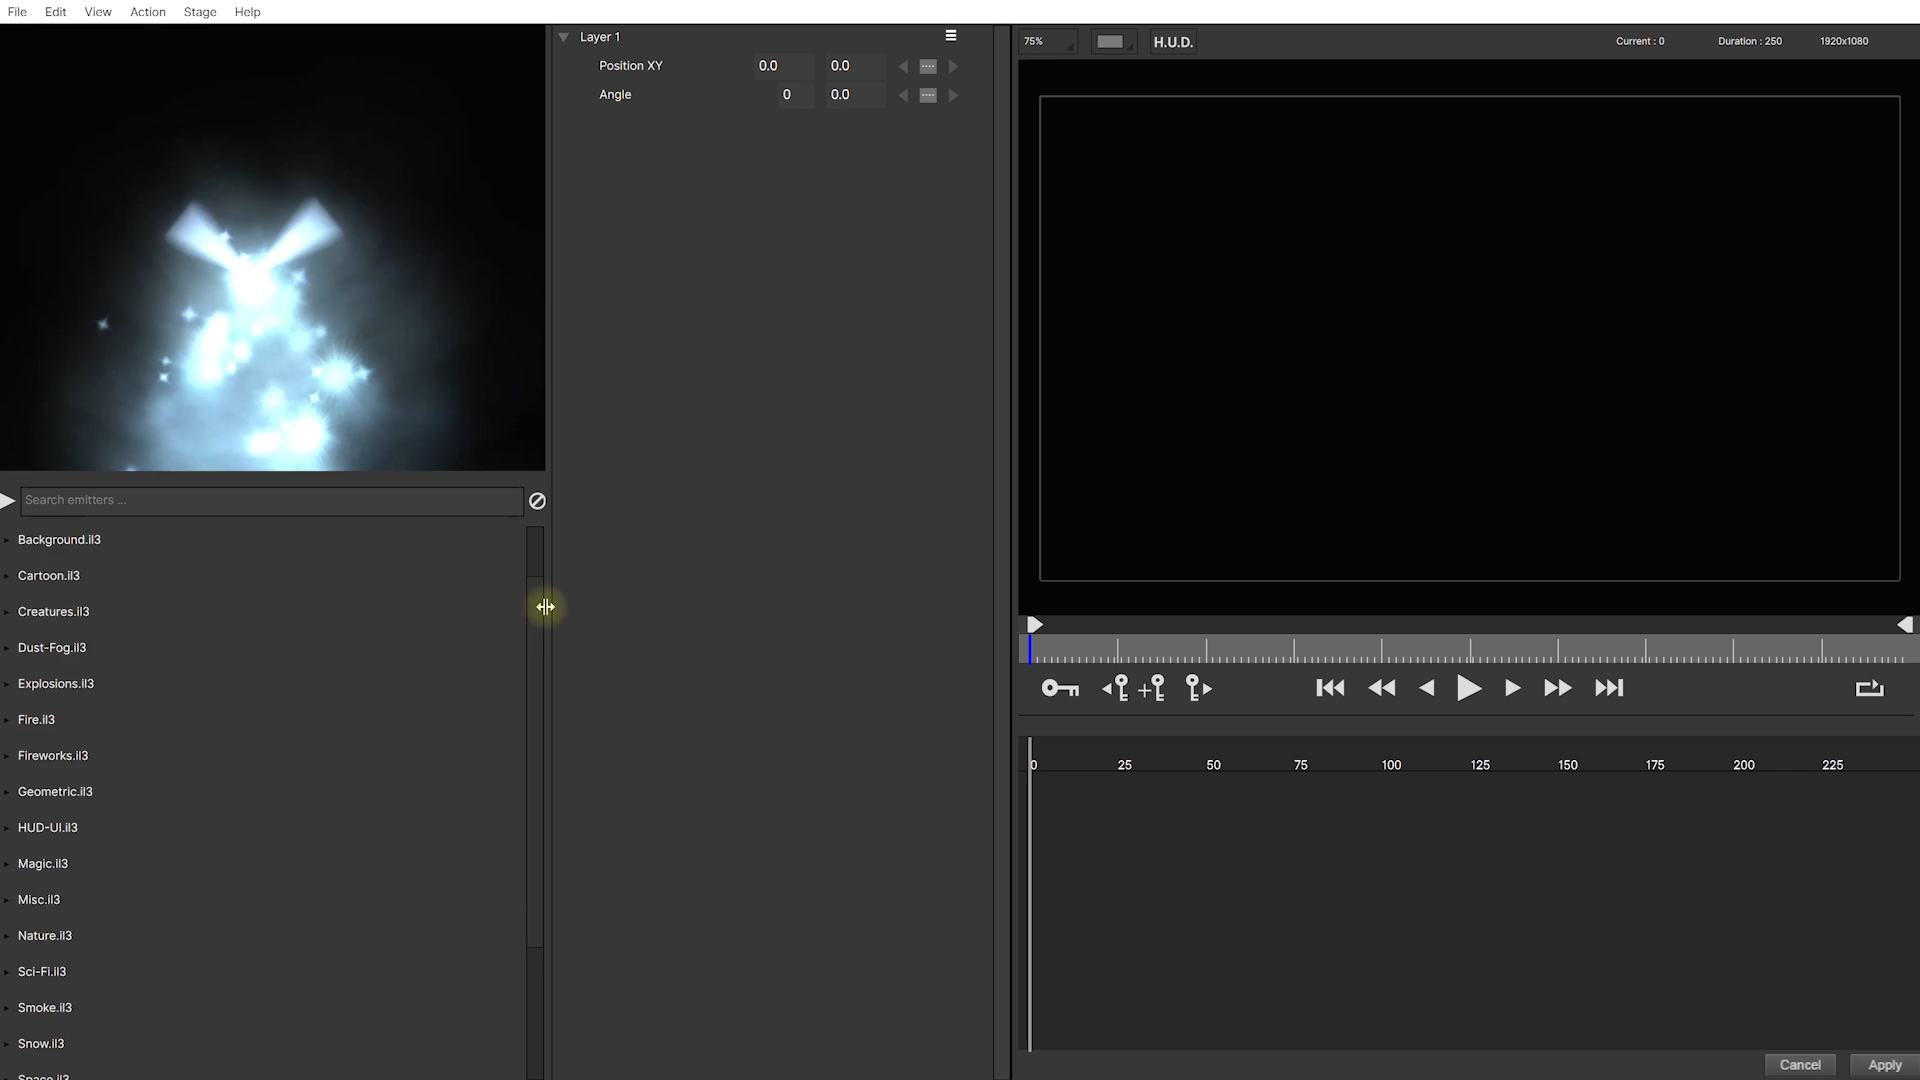 File Edit View Action Stage Help
Layer 1
Position XY 0.0 0.0
Angle 0 0.0
75% H.U.D. Current : 0 Duration : 250 1920x1080
Search emitters ...
Background.il3
Cartoon.il3
Creatures.il3
Dust-Fog.il3
Explosions.il3
Fire.il3
Fireworks.il3
Geometric.il3
HUD-UI.il3
Magic.il3
Misc.il3
Nature.il3
Sci-Fi.il3
Smoke.il3
Snow.il3
Space.il3
0 25 50 75 100 125 150 175 200 225
Cancel Apply